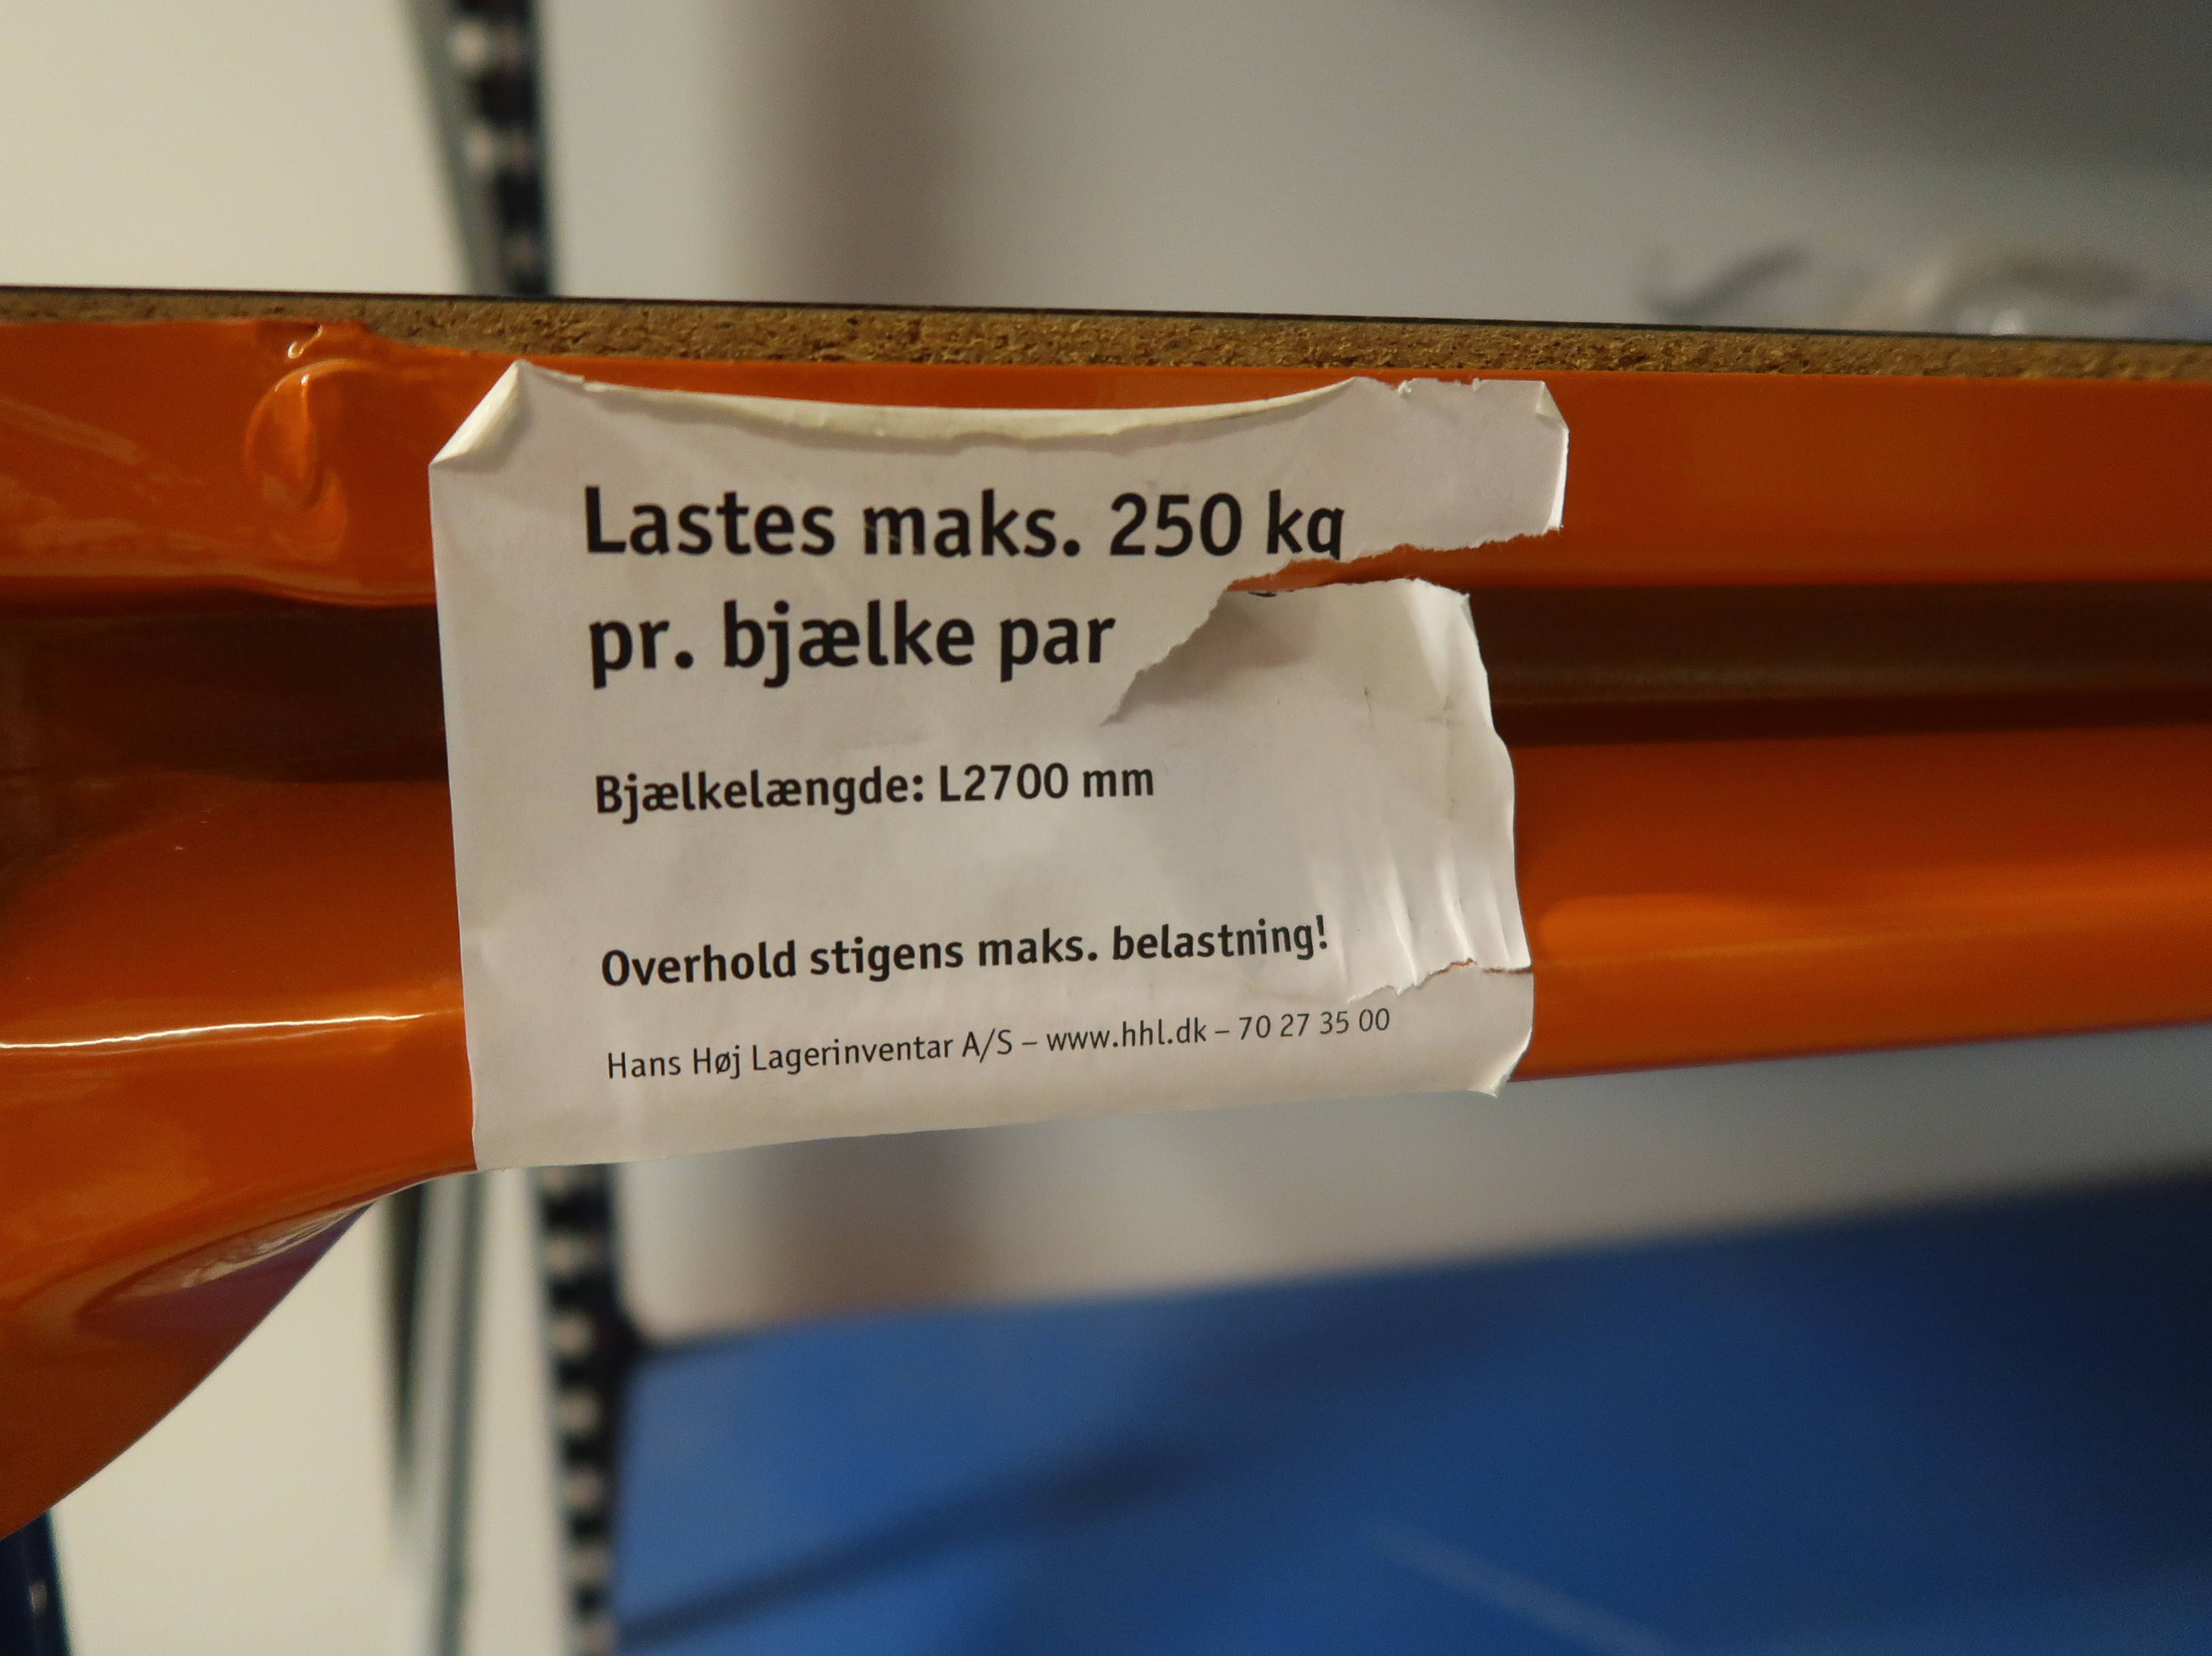 Lastes maks. 250 kg
pr. bjælke par
Bjælkelængde: L2700 mm
Overhold stigens maks. belastning!
Hans Høj Lagerinventar A/S – www.hhl.dk – 70 27 35 00